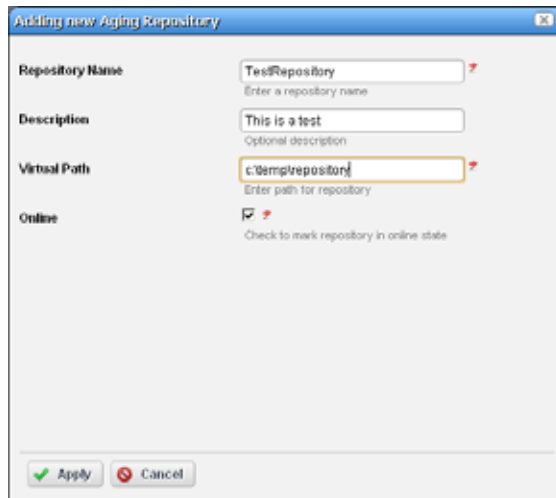 Adding new Aging Repository
Repository Name
TestRepository
Enter a repository name
Description
This is a test
Optional description
Virtual Path
c:\temp\repository
Enter path for repository
Online
Check to mark repository in online state
Apply
Cancel